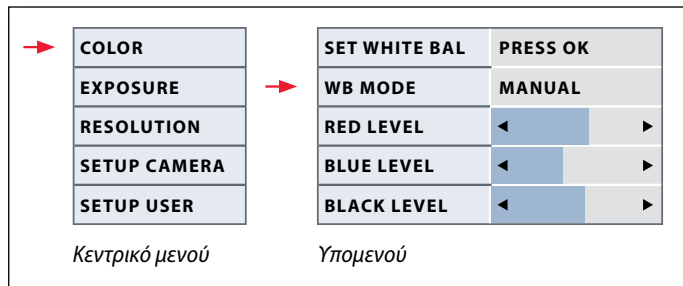 COLOR
EXPOSURE
RESOLUTION
SETUP CAMERA
SETUP USER
Κεντρικό μενού
SET WHITE BAL PRESS OK
WB MODE MANUAL
RED LEVEL
BLUE LEVEL
BLACK LEVEL
Υπομενού